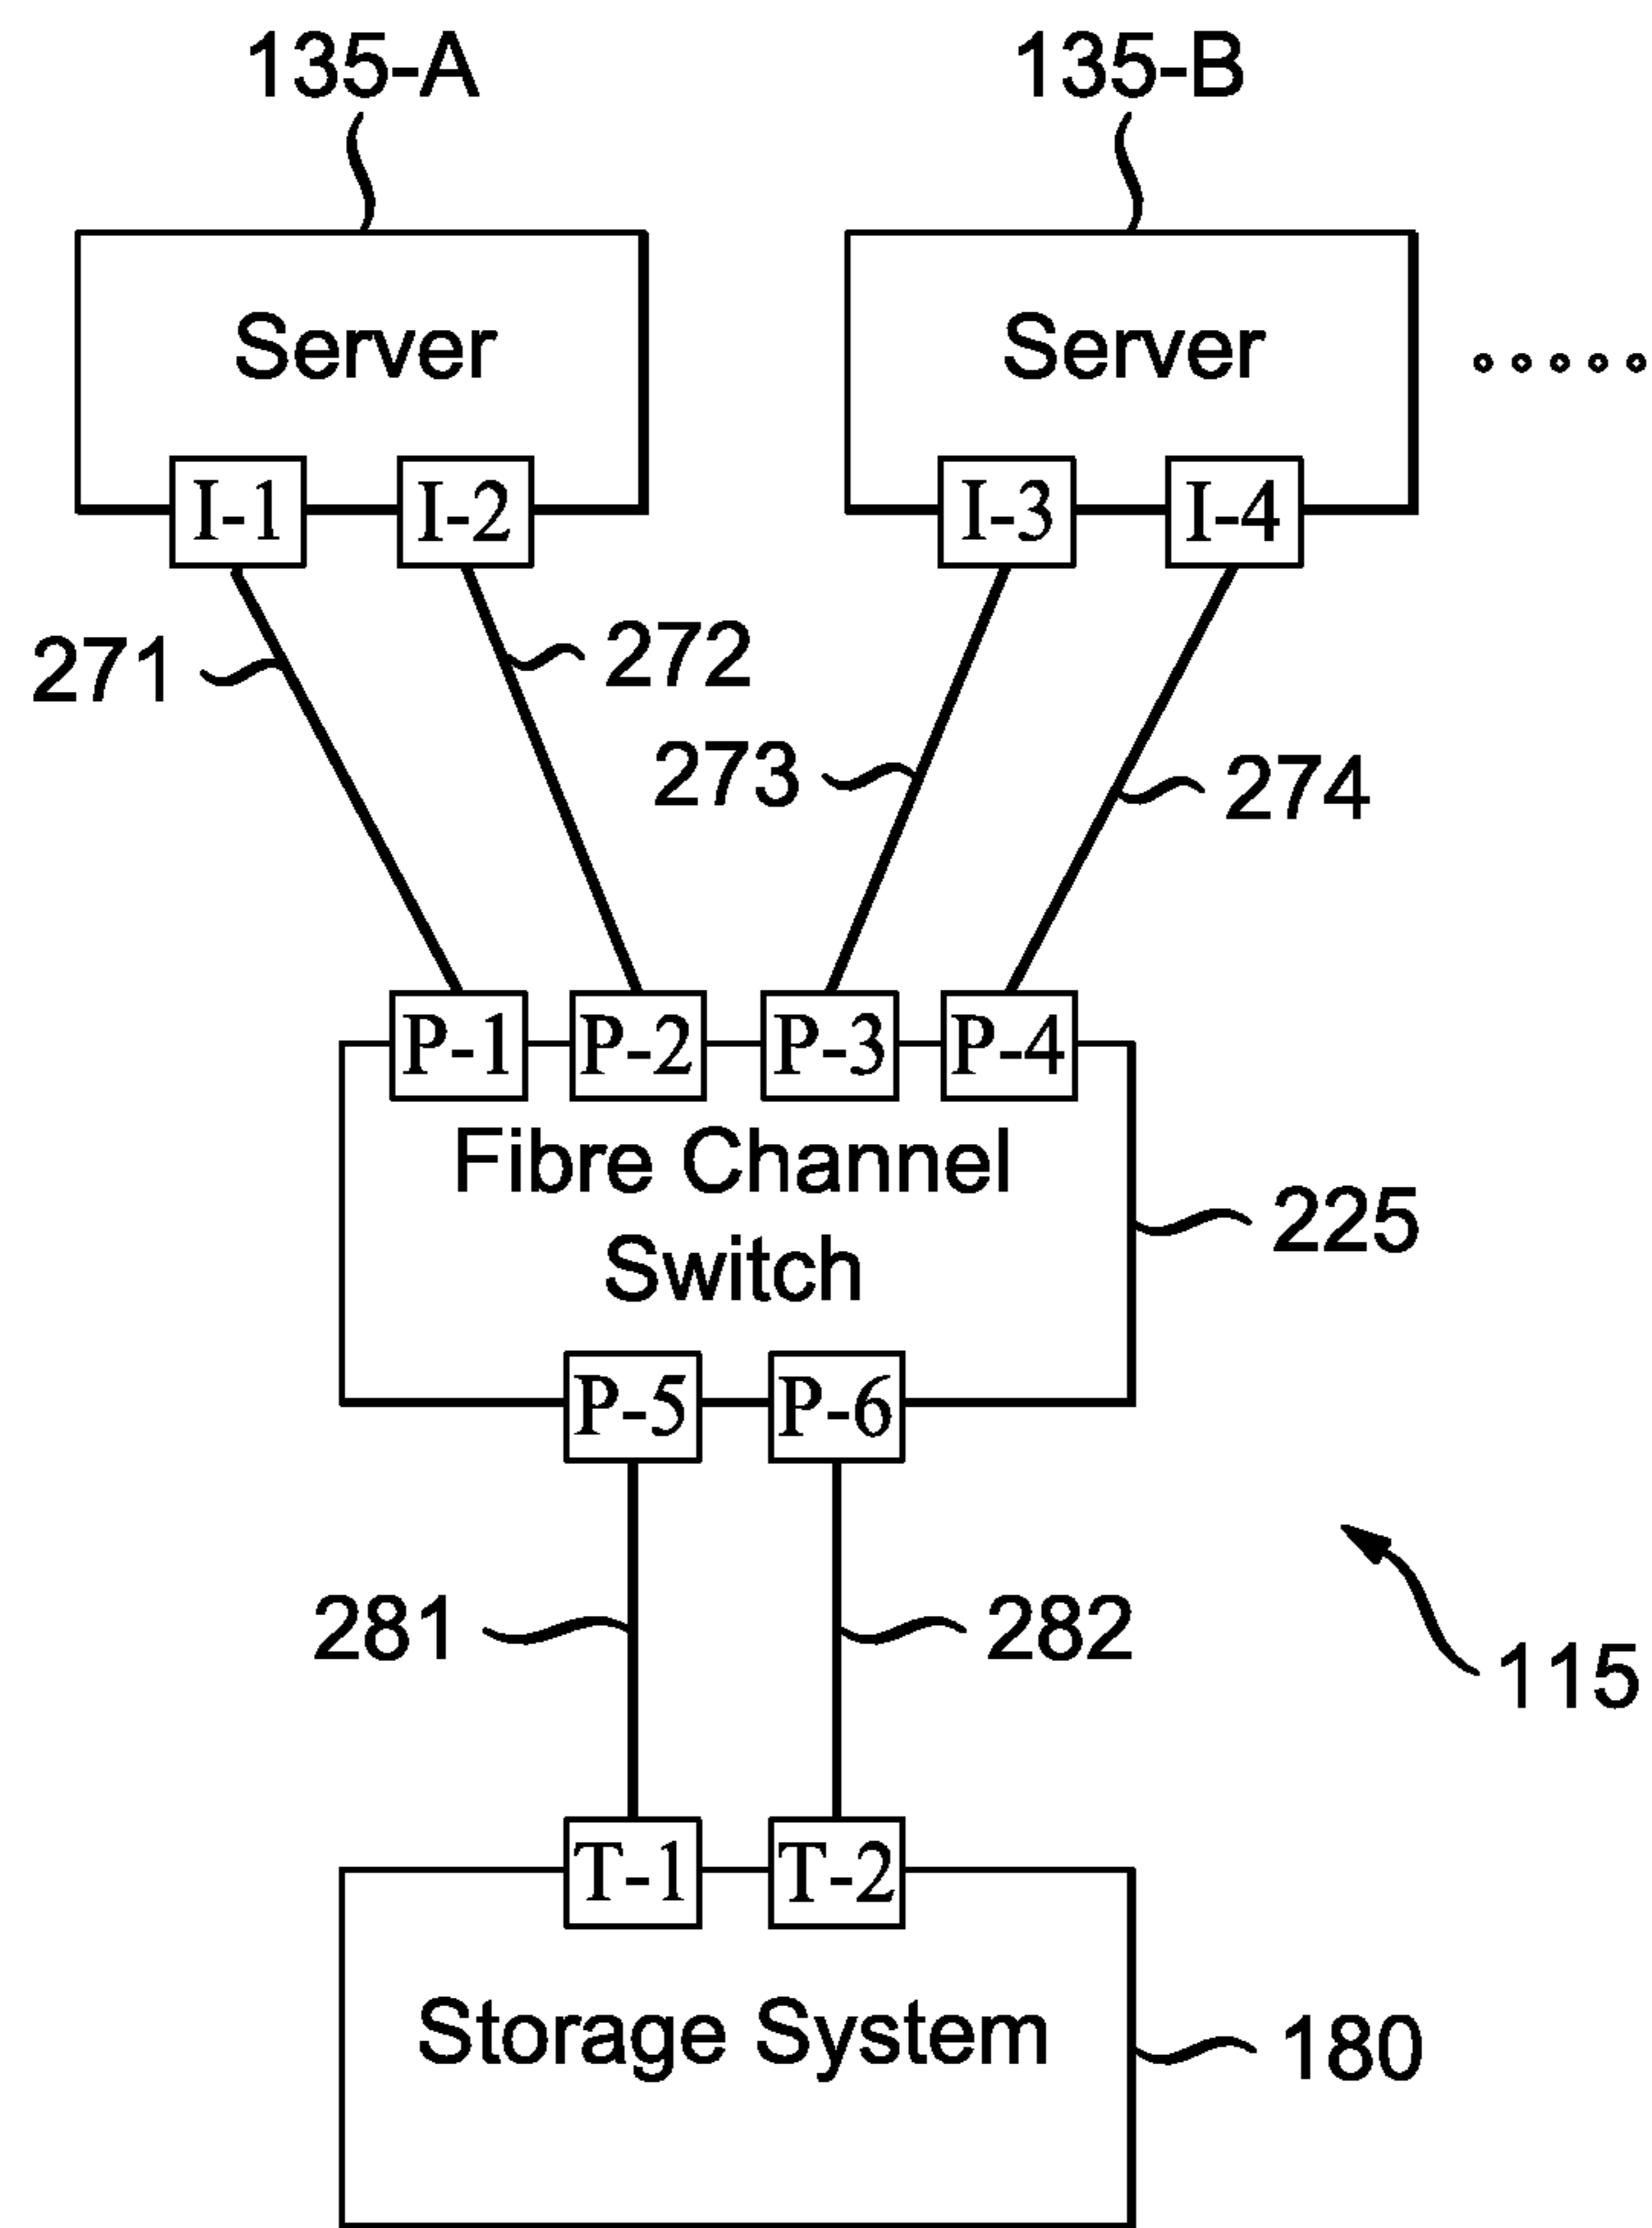 135-A
135-B
Server
Server
I-1
I-2
I-3
I-4
271
272
273
274
P-1
P-2
P-3
P-4
Fibre Channel
Switch
225
P-5
P-6
281
282
115
T-1
T-2
Storage System
180